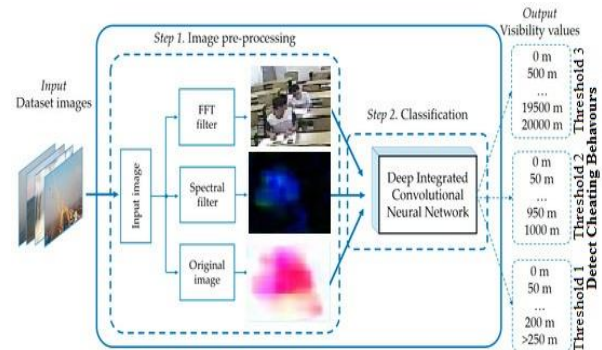 Input
Dataset images
Step 1. Image pre-processing
Input image
FFT
filter
Spectral
filter
Original
image
Step 2. Classification
Deep Integrated
Convolutional
Neural Network
Output
Visibility values
0 m
500 m
...
19500 m
20000 m
Threshold 3
0 m
50 m
...
950 m
1000 m
Threshold 2
0 m
50 m
...
200 m
>250 m
Threshold 1
Detect Cheating Behavours